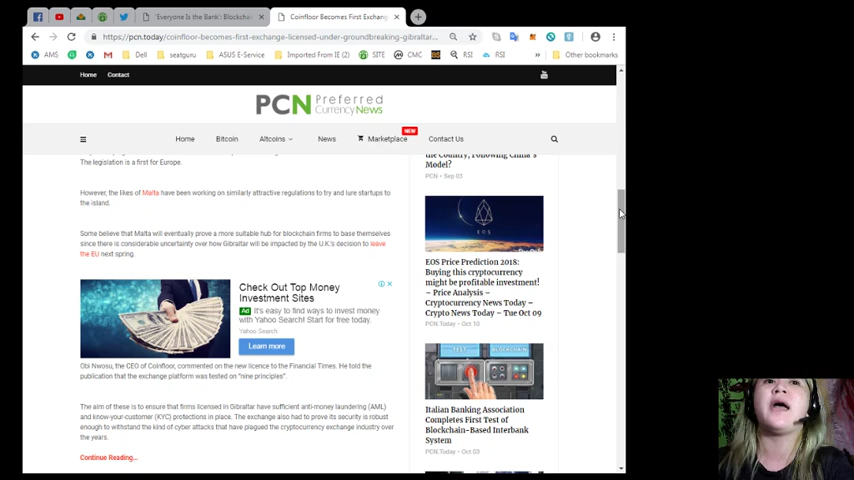 'Everyone Is the Bank': Blockchai
Coinfloor Becomes First Exchang
https://pcn.today/coinfloor-becomes-first-exchange-licensed-under-groundbreaking-gibraltar...
AMS
Dell
seatguru
ASUS E-Service
Imported From IE (2)
SITE
CMC
RSI
RSI
»
Other bookmarks
Home
Contact
PCN Preferred
Currency News
NEW
Home
Bitcoin
Altcoins
News
Marketplace
Contact Us
The legislation is a first for Europe.
However, the likes of Malta have been working on similarly attractive regulations to try and lure startups to
the island.
Some believe that Malta will eventually prove a more suitable hub for blockchain firms to base themselves
since there is considerable uncertainty over how Gibraltar will be impacted by the U.K.'s decision to leave
the EU next spring.
Check Out Top Money
Investment Sites
Ad It's easy to find ways to invest money
with Yahoo Search! Start for free today.
Yahoo Search
Learn more
Obi Nwosu, the CEO of Coinfloor, commented on the new licence to the Financial Times. He told the
publication that the exchange platform was tested on "nine principles".
The aim of these is to ensure that firms licensed in Gibraltar have sufficient anti-money laundering (AML)
and know-your-customer (KYC) protections in place. The exchange also had to prove its security is robust
enough to withstand the kind of cyber attacks that have plagued the cryptocurrency exchange industry over
the years.
Continue Reading...
the Country, Following China's
Model?
PCN • Sep 03
EOS
EOS Price Prediction 2018:
Buying this cryptocurrency
might be profitable investment!
– Price Analysis –
Cryptocurrency News Today –
Crypto News Today – Tue Oct 09
PCN.Today • Oct 10
TEST
BLOCKCHAIN
Italian Banking Association
Completes First Test of
Blockchain-Based Interbank
System
PCN.Today • Oct 03